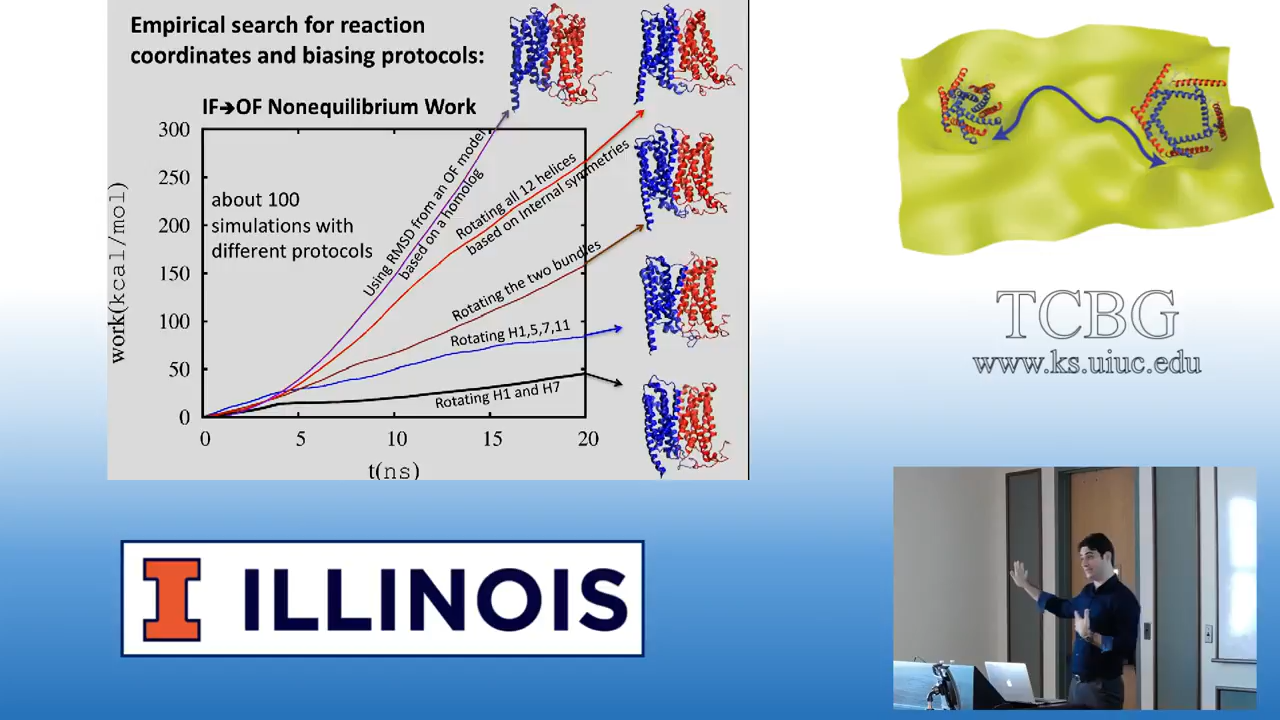 Empirical search for reaction
coordinates and biasing protocols:
IF➔OF Nonequilibrium Work
300
250
200
150
100
50
0
work(kcal/mol)
about 100
simulations with
different protocols
Using RMSD from an OF model
based on a homolog
Rotating all 12 helices
based on Internal symmetries
Rotating the two bundles
Rotating H1,5,7,11
Rotating H1 and H7
0 5 10 15 20
t(ns)
TCBG
www.ks.uiuc.edu
I ILLINOIS